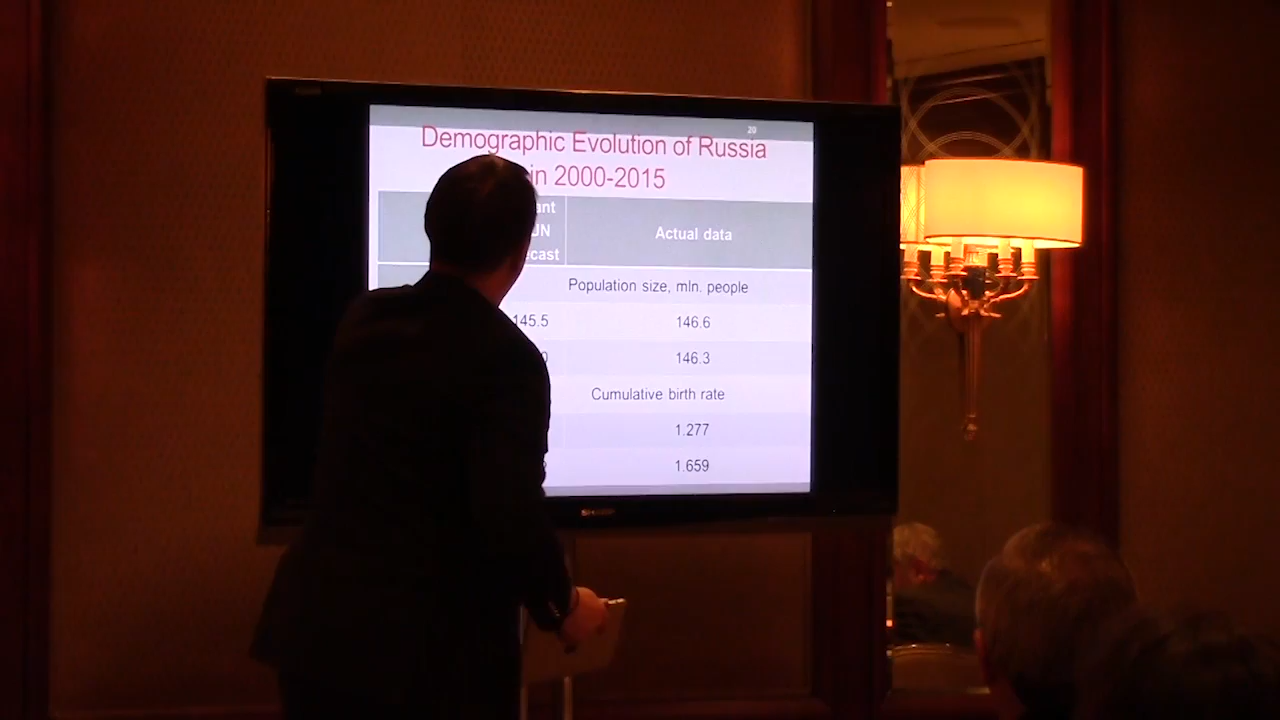 20
Demographic Evolution of Russia
in 2000-2015
Actual data
Population size, mln. people
145.5 146.6
146.3
Cumulative birth rate
1.277
1.659
SHARP